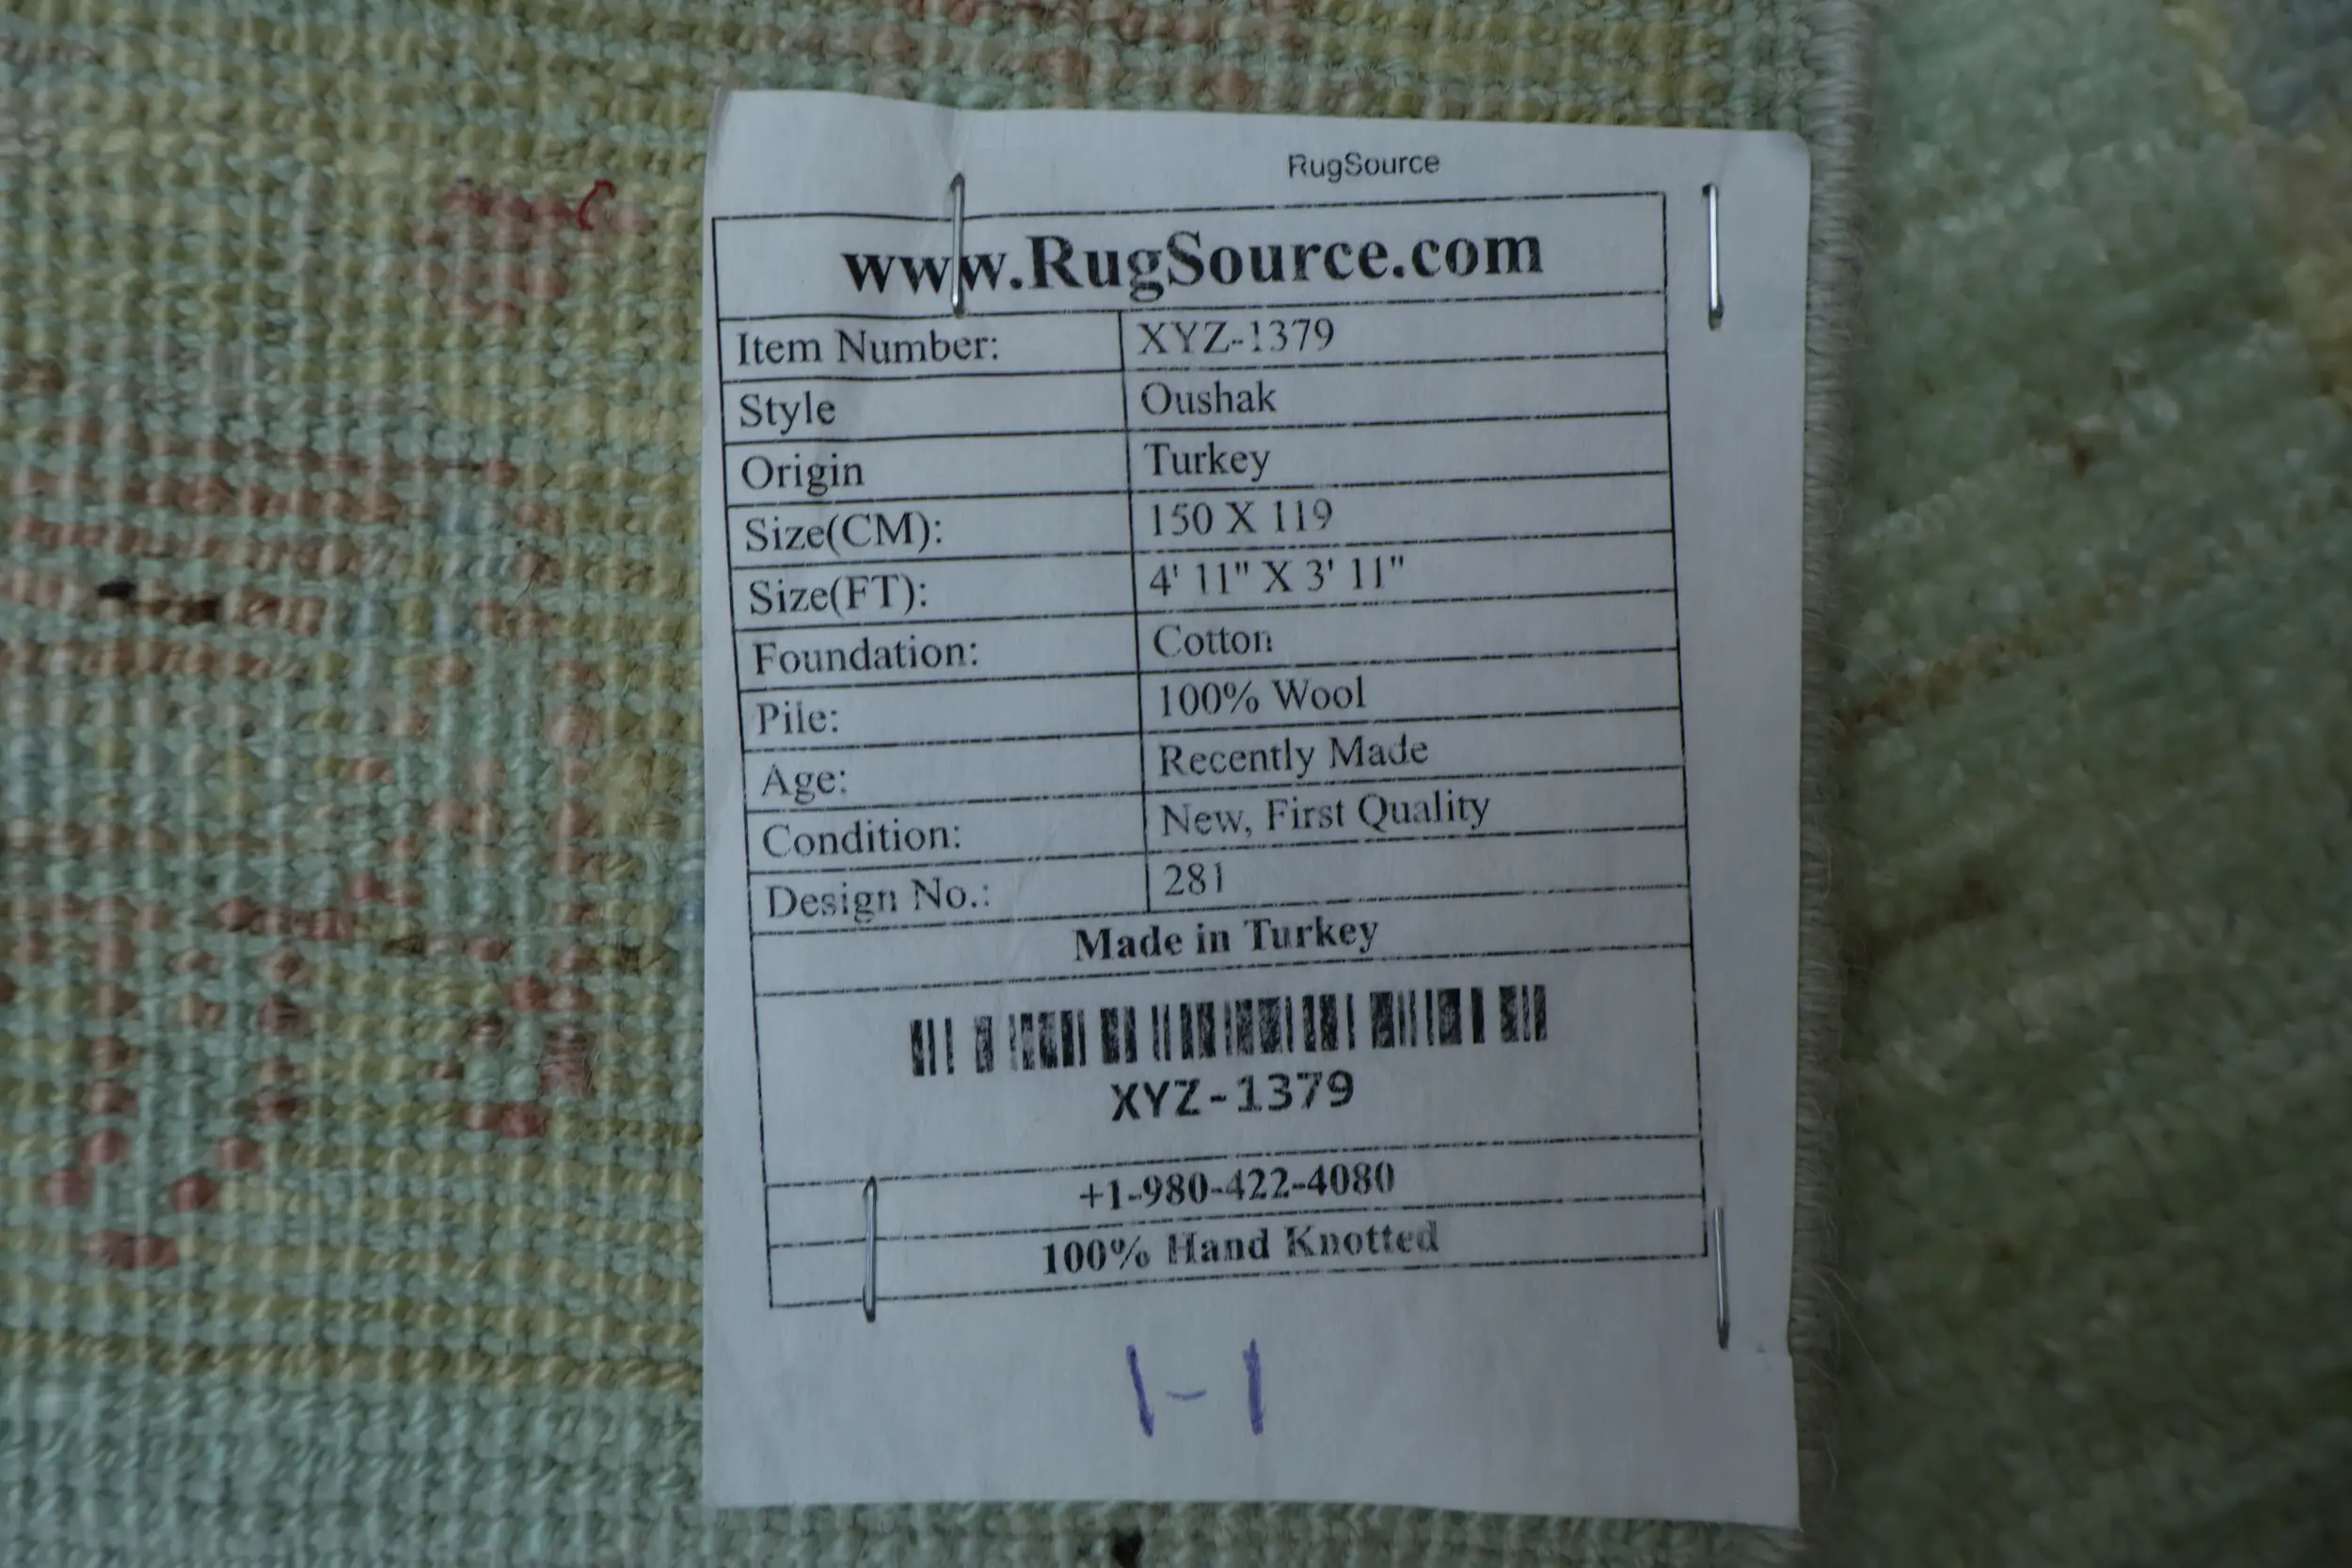 RugSource
www.RugSource.com
Item Number: XYZ-1379
Style Oushak
Origin Turkey
Size(CM): 150 X 119
Size(FT): 4' 11" X 3' 11"
Foundation: Cotton
Pile: 100% Wool
Age: Recently Made
Condition: New, First Quality
Design No.: 281
Made in Turkey
XYZ-1379
+1-980-422-4080
100% Hand Knotted
1-1